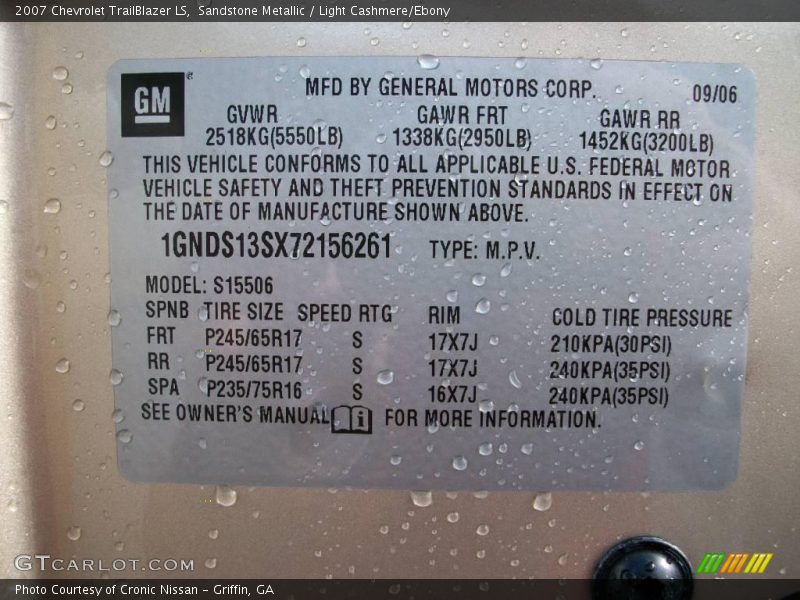 2007 Chevrolet TrailBlazer LS, Sandstone Metallic / Light Cashmere/Ebony
GM ®
MFD BY GENERAL MOTORS CORP. 09/06
GVWR GAWR FRT GAWR RR
2518KG(5550LB) 1338KG(2950LB) 1452KG(3200LB)
THIS VEHICLE CONFORMS TO ALL APPLICABLE U.S. FEDERAL MOTOR
VEHICLE SAFETY AND THEFT PREVENTION STANDARDS IN EFFECT ON
THE DATE OF MANUFACTURE SHOWN ABOVE.
1GNDS13SX72156261 TYPE: M.P.V.
MODEL: S15506
SPNB TIRE SIZE SPEED RTG RIM COLD TIRE PRESSURE
FRT P245/65R17 S 17X7J 210KPA(30PSI)
RR P245/65R17 S 17X7J 240KPA(35PSI)
SPA P235/75R16 S 16X7J 240KPA(35PSI)
SEE OWNER'S MANUAL i FOR MORE INFORMATION.
GTCARLOT.COM
Photo Courtesy of Cronic Nissan - Griffin, GA